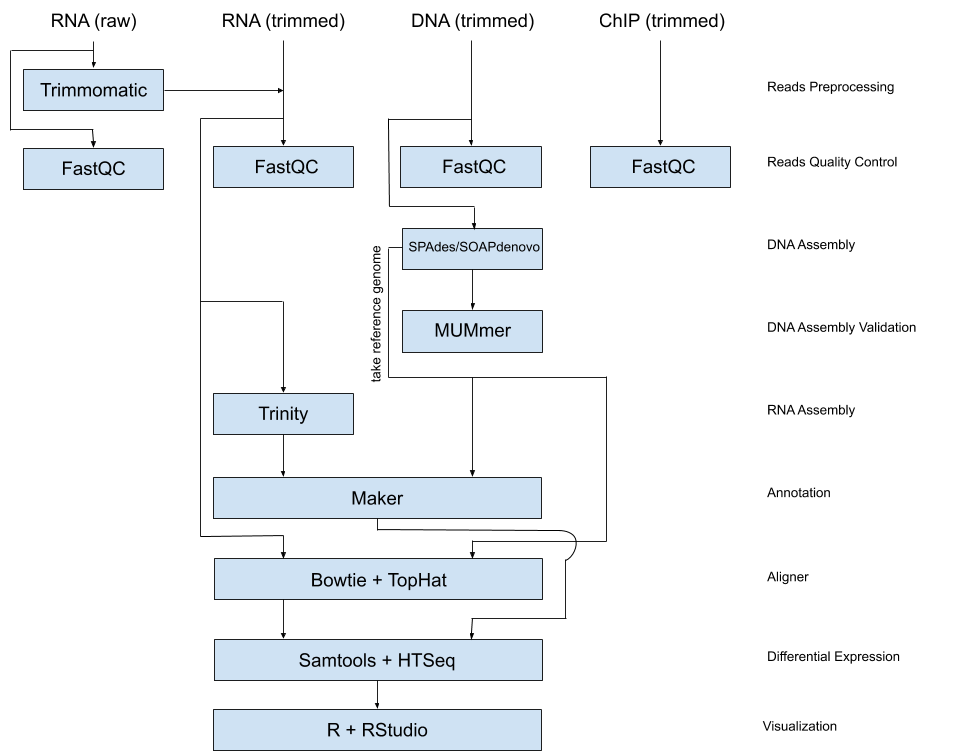 RNA (raw)
RNA (trimmed)
DNA (trimmed)
ChIP (trimmed)
Trimmomatic
Reads Preprocessing
FastQC
FastQC
FastQC
FastQC
Reads Quality Control
SPAdes/SOAPdenovo
DNA Assembly
take reference genome
MUMmer
DNA Assembly Validation
Trinity
RNA Assembly
Maker
Annotation
Bowtie + TopHat
Aligner
Samtools + HTSeq
Differential Expression
R + RStudio
Visualization